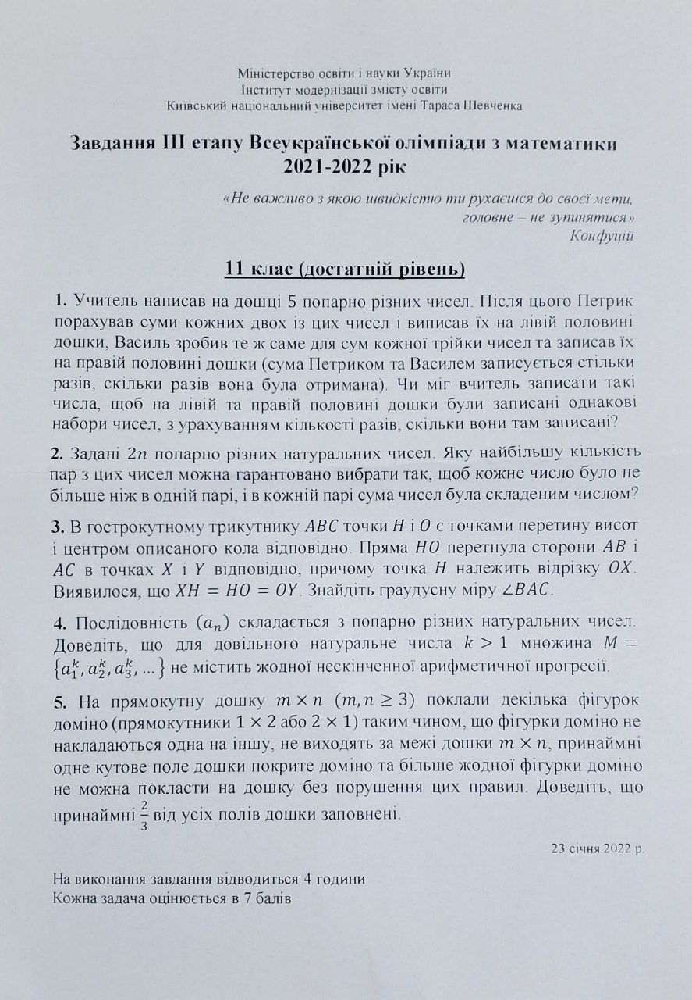 Міністерство освіти і науки України
Інститут модернізації змісту освіти
Київський національний університет імені Тараса Шевченка
Завдання III етапу Всеукраїнської олімпіади з математики
2021-2022 рік
«Не важливо з якою швидкістю ти рухаєшся до своєї мети,
головне – не зупинятися»
Конфуцій
11 клас (достатній рівень)
1. Учитель написав на дошці 5 попарно різних чисел. Після цього Петрик
порахував суми кожних двох із цих чисел і виписав їх на лівій половині
дошки, Василь зробив те ж саме для сум кожної трійки чисел та записав їх
на правій половині дошки (сума Петриком та Василем записується стільки
разів, скільки разів вона була отримана). Чи міг вчитель записати такі
числа, щоб на лівій та правій половині дошки були записані однакові
набори чисел, з урахуванням кількості разів, скільки вони там записані?
2. Задані 2n попарно різних натуральних чисел. Яку найбільшу кількість
пар з цих чисел можна гарантовано вибрати так, щоб кожне число було не
більше ніж в одній парі, і в кожній парі сума чисел була складеним числом?
3. В гострокутному трикутнику ABC точки H і O є точками перетину висот
і центром описаного кола відповідно. Пряма HO перетнула сторони AB і
AC в точках X і Y відповідно, причому точка H належить відрізку OX.
Виявилося, що XH = HO = OY. Знайдіть граудусну міру ∠BAC.
4. Послідовність (aₙ) складається з попарно різних натуральних чисел.
Доведіть, що для довільного натуральне числа k > 1 множина M =
{a₁ᵏ, a₂ᵏ, a₃ᵏ, … } не містить жодної нескінченної арифметичної прогресії.
5. На прямокутну дошку m × n (m, n ≥ 3) поклали декілька фігурок
доміно (прямокутники 1 × 2 або 2 × 1) таким чином, що фігурки доміно не
накладаються одна на іншу, не виходять за межі дошки m × n, принаймні
одне кутове поле дошки покрите доміно та більше жодної фігурки доміно
не можна покласти на дошку без порушення цих правил. Доведіть, що
принаймні 2/3 від усіх полів дошки заповнені.
23 січня 2022 р.
На виконання завдання відводиться 4 години
Кожна задача оцінюється в 7 балів